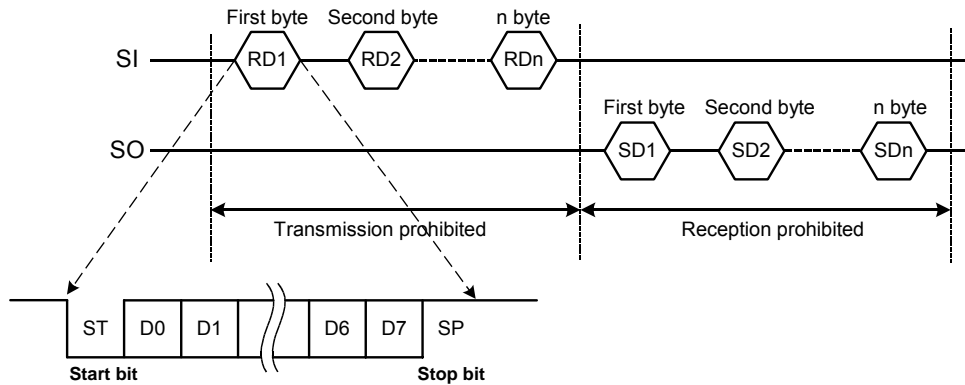 First byte Second byte n byte
SI RD1 RD2 RDn
First byte Second byte n byte
SO SD1 SD2 SDn
Transmission prohibited Reception prohibited
ST D0 D1 D6 D7 SP
Start bit Stop bit